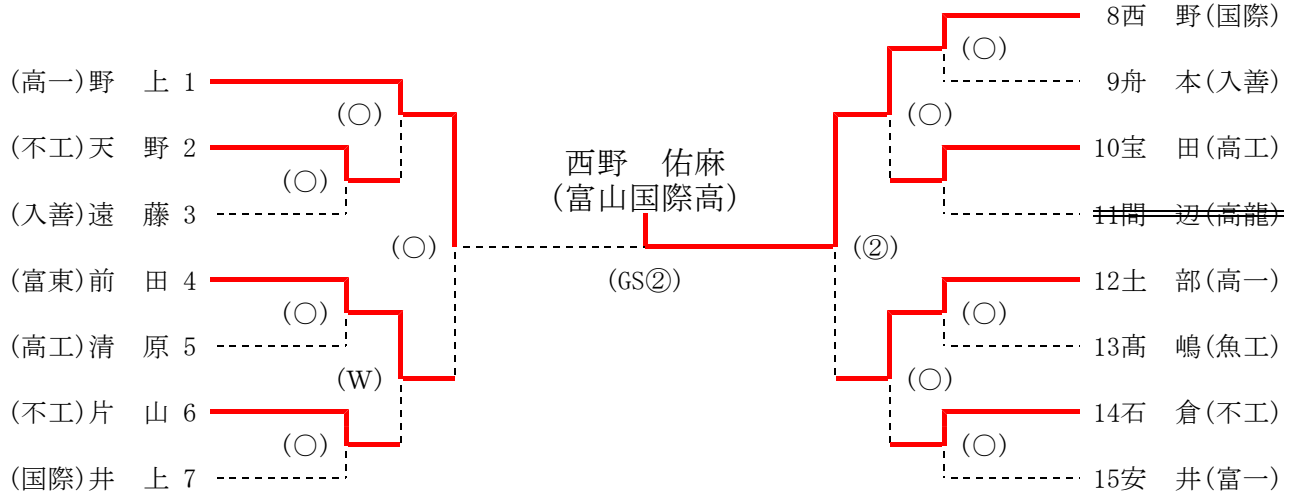 (高一)野　上 1
(○)
(不工)天　野 2
(○)
(入善)遠　藤 3
(○)
(富東)前　田 4
(○)
(高工)清　原 5
(W)
(不工)片　山 6
(○)
(国際)井　上 7
西野　佑麻
(富山国際高)
(GS②)
8西　野(国際)
(○)
9舟　本(入善)
(○)
10宝　田(高工)
11間　辺(高龍)
(②)
12土　部(高一)
(○)
13髙　嶋(魚工)
(○)
14石　倉(不工)
(○)
15安　井(富一)